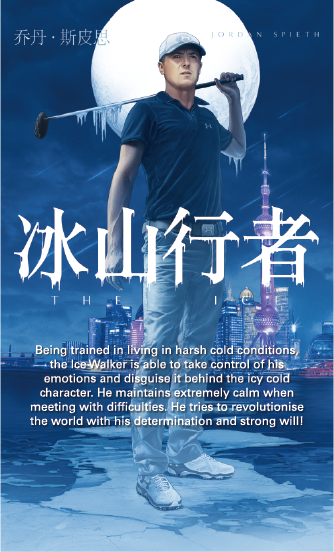 乔丹·斯皮思
JORDAN SPIETH
冰山行者
THE ICE
Being trained in living in harsh cold conditions,
the Ice-Walker is able to take control of his
emotions and disguise it behind the icy cold
character. He maintains extremely calm when
meeting with difficulties. He tries to revolutionise
the world with his determination and strong will!